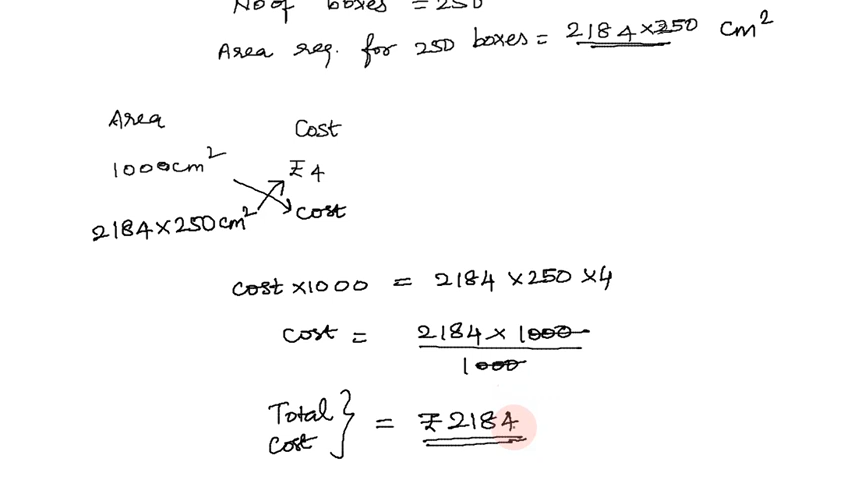 No of boxes = 250
Area req. for 250 boxes = 2184×250 cm²
Area Cost
1000cm² ₹4
2184×250cm² cost
cost ×1000 = 2184 ×250 ×4
cost = 2184 × 1000
1000
Total cost } = ₹2184